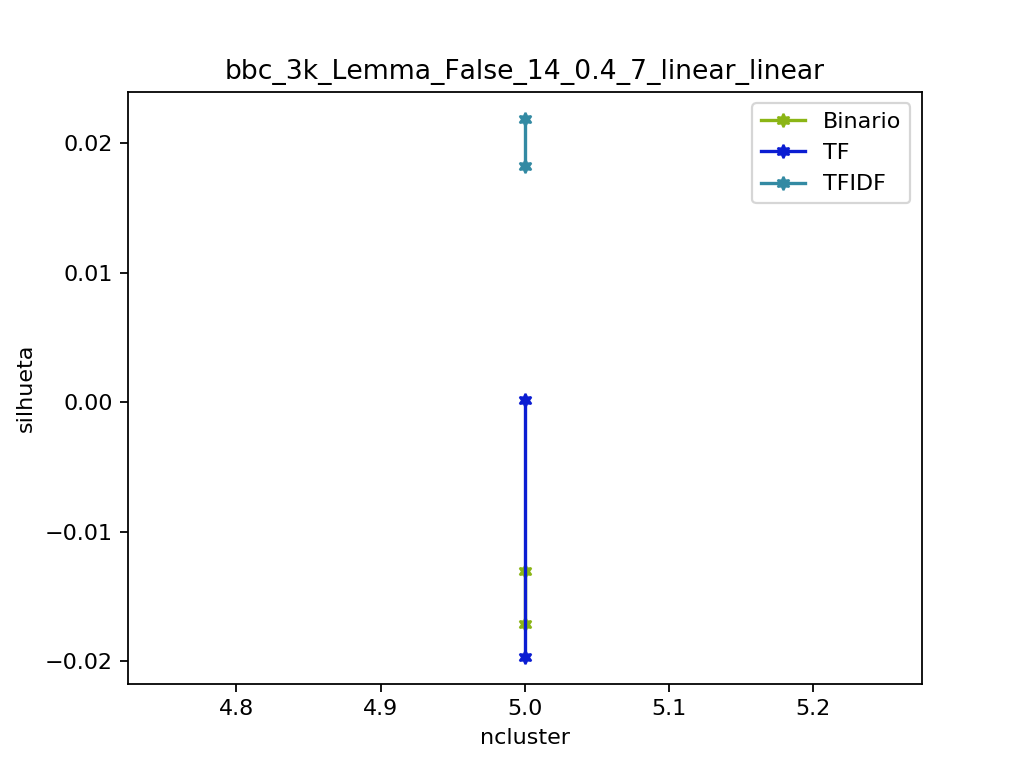 bbc_3k_Lemma_False_14_0.4_7_linear_linear
Binario
TF
TFIDF
0.02
0.01
0.00
−0.01
−0.02
silhueta
4.8 4.9 5.0 5.1 5.2
ncluster